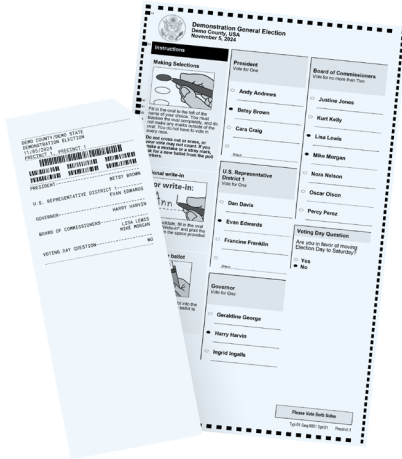 DEMO COUNTY/DEMO STATE
DEMONSTRATION ELECTION
11/05/2024
PRECINCT 1, PRECINCT 1
PRESIDENT
BETSY BROWN
U.S. REPRESENTATIVE DISTRICT 1
EVAN EDWARDS
GOVERNOR
HARRY HARVIN
BOARD OF COMMISSIONERS
LISA LEWIS
MIKE MORGAN
VOTING DAY QUESTION
NO
Demonstration General Election
Demo County, USA
November 5, 2024
Instructions
Making Selections
Fill in the oval to the left of the
name of your choice. You must
blacken the oval completely, and do
not make any marks outside of the
oval. You do not have to vote in
every race.
Do not cross out or erase, or
your vote may not count. If you
make a mistake or a stray mark,
ask for a new ballot from the poll
workers.
onal write-in
or write-in:
ballot
President
Vote for One
Andy Andrews
Betsy Brown
Cara Craig
U.S. Representative
District 1
Vote for One
Dan Davis
Evan Edwards
Francine Franklin
Governor
Vote for One
Geraldine George
Harry Harvin
Ingrid Ingalls
Board of Commissioners
Vote for no more than Two
Justine Jones
Kurt Kelly
Lisa Lewis
Mike Morgan
Nora Nelson
Oscar Olson
Percy Perez
Voting Day Question
Are you in favor of moving
Election Day to Saturday?
Yes
No
Please Vote Both Sides
Precinct 1